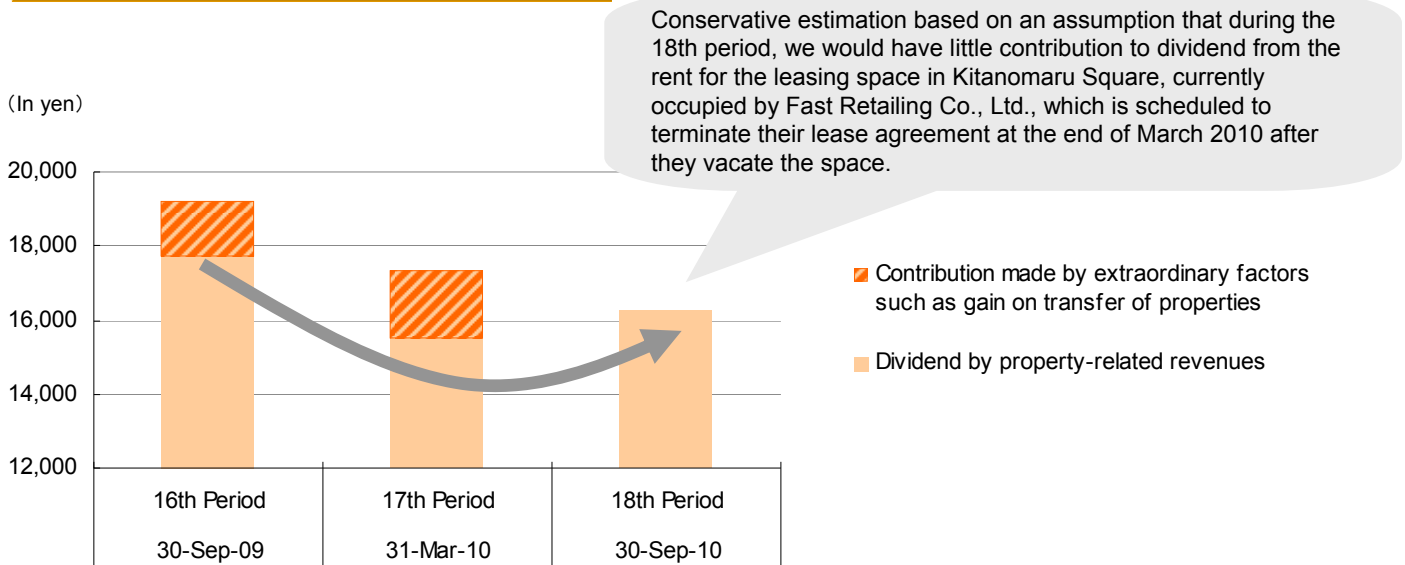 Conservative estimation based on an assumption that during the
18th period, we would have little contribution to dividend from the
rent for the leasing space in Kitanomaru Square, currently
occupied by Fast Retailing Co., Ltd., which is scheduled to
terminate their lease agreement at the end of March 2010 after
they vacate the space.
（In yen）
20,000
18,000
16,000
14,000
12,000
Contribution made by extraordinary factors
such as gain on transfer of properties
Dividend by property-related revenues
16th Period 17th Period 18th Period
30-Sep-09 31-Mar-10 30-Sep-10